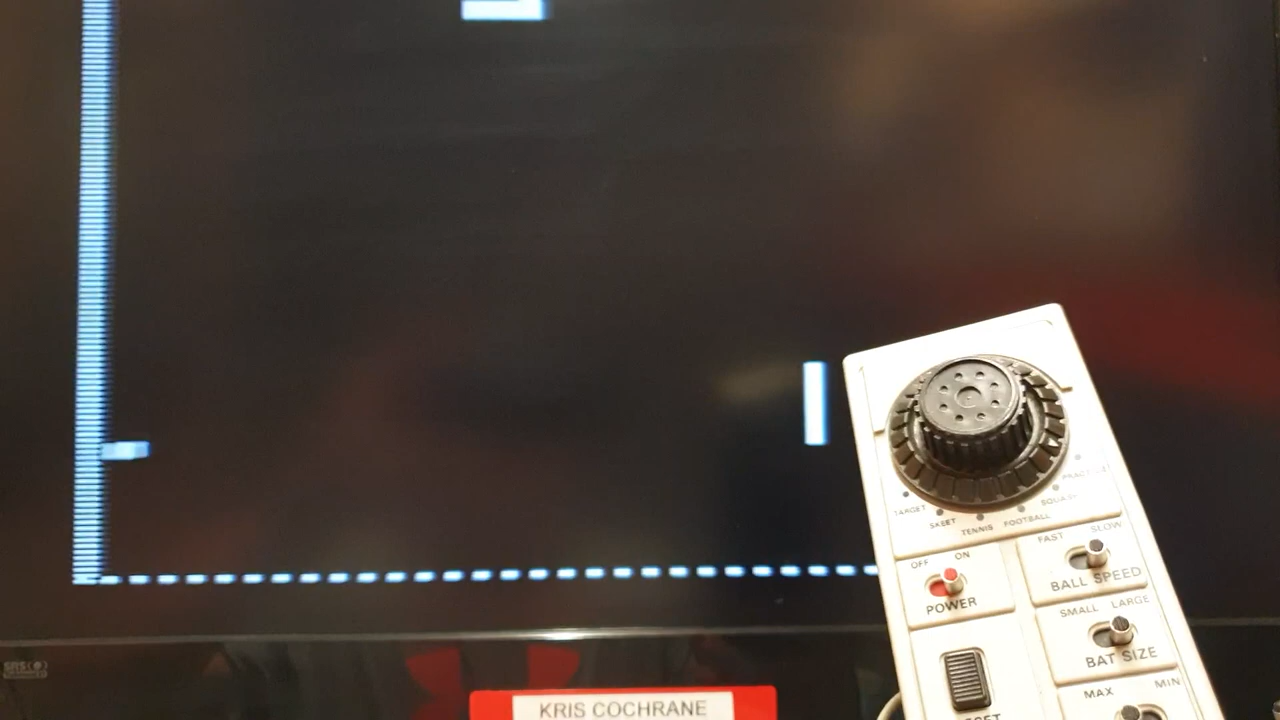 SRS
TARGET
SKEET
TENNIS
FOOTBALL
SQUASH
OFF
ON
POWER
FAST
SLOW
BALL SPEED
SMALL
LARGE
BAT SIZE
MAX
MIN
KRIS COCHRANE